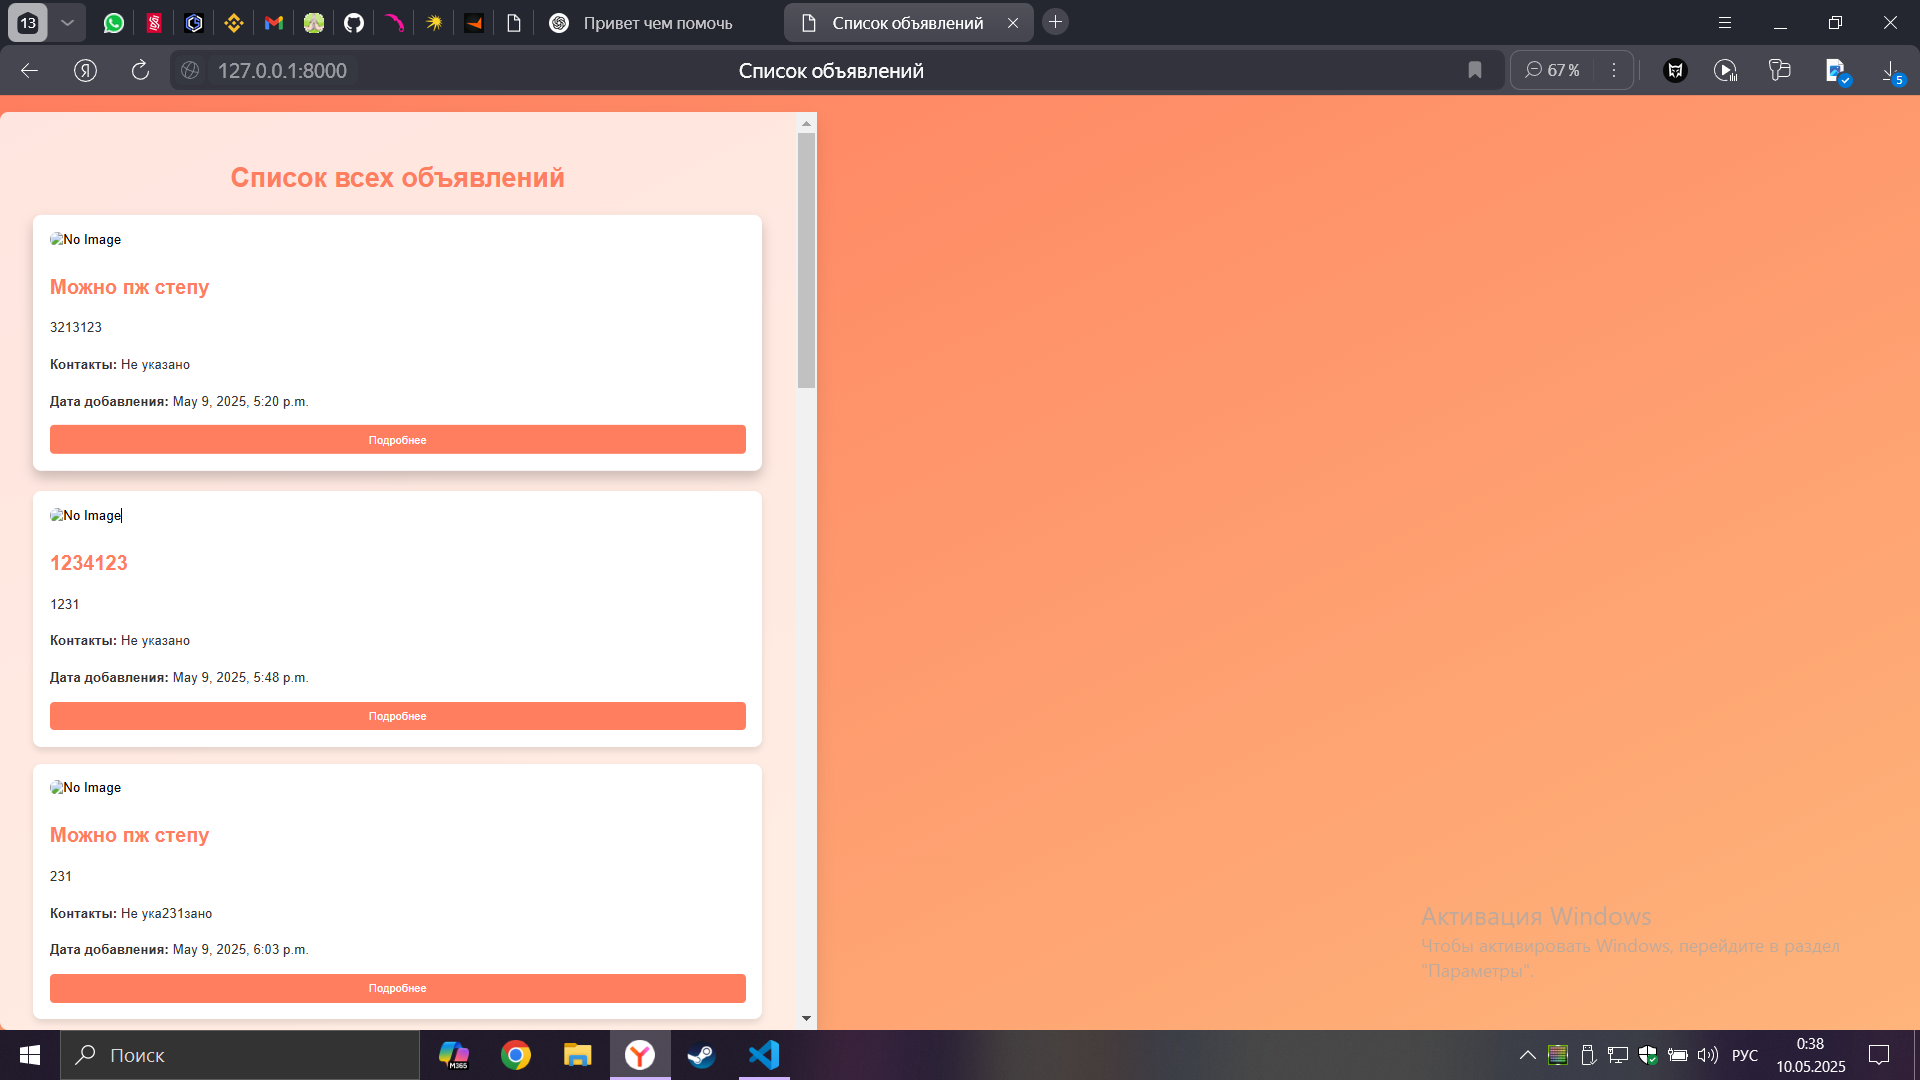 13
Привет чем помочь
Список объявлений
127.0.0.1:8000
Список объявлений
67 %
5
Список всех объявлений
No Image
Можно пж степу
3213123
Контакты: Не указано
Дата добавления: May 9, 2025, 5:20 p.m.
Подробнее
No Image
1234123
1231
Контакты: Не указано
Дата добавления: May 9, 2025, 5:48 p.m.
Подробнее
No Image
Можно пж степу
231
Контакты: Не ука231зано
Дата добавления: May 9, 2025, 6:03 p.m.
Подробнее
Активация Windows
Чтобы активировать Windows, перейдите в раздел
"Параметры".
Поиск
M365
РУС
0:38
10.05.2025